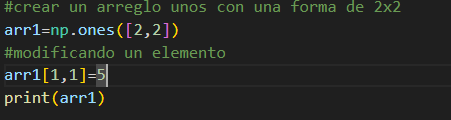 #crear un arreglo unos con una forma de 2x2
arr1=np.ones([2,2])
#modificando un elemento
arr1[1,1]=5
print(arr1)